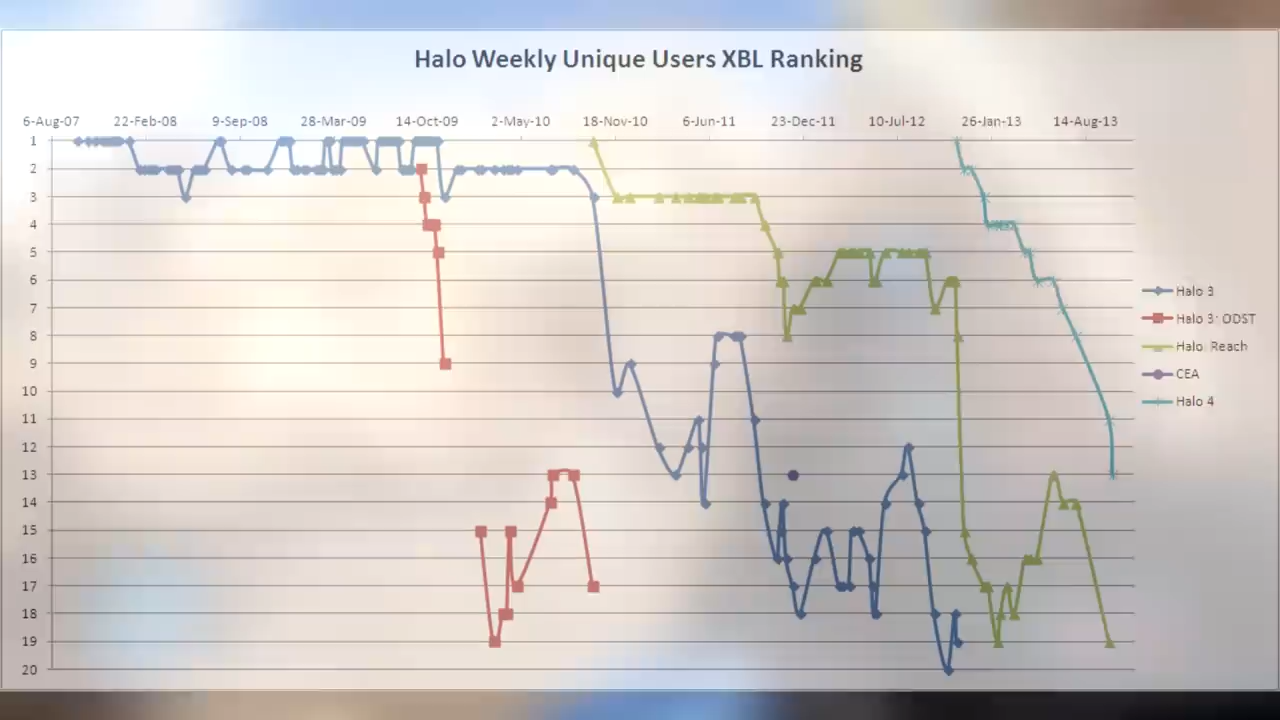 Halo Weekly Unique Users XBL Ranking
6-Aug-07 22-Feb-08 9-Sep-08 28-Mar-09 14-Oct-09 2-May-10 18-Nov-10 6-Jun-11 23-Dec-11 10-Jul-12 26-Jan-13 14-Aug-13
1
2
3
4
5
6
7
8
9
10
11
12
13
14
15
16
17
18
19
20
Halo 3
Halo 3: ODST
Halo: Reach
CEA
Halo 4